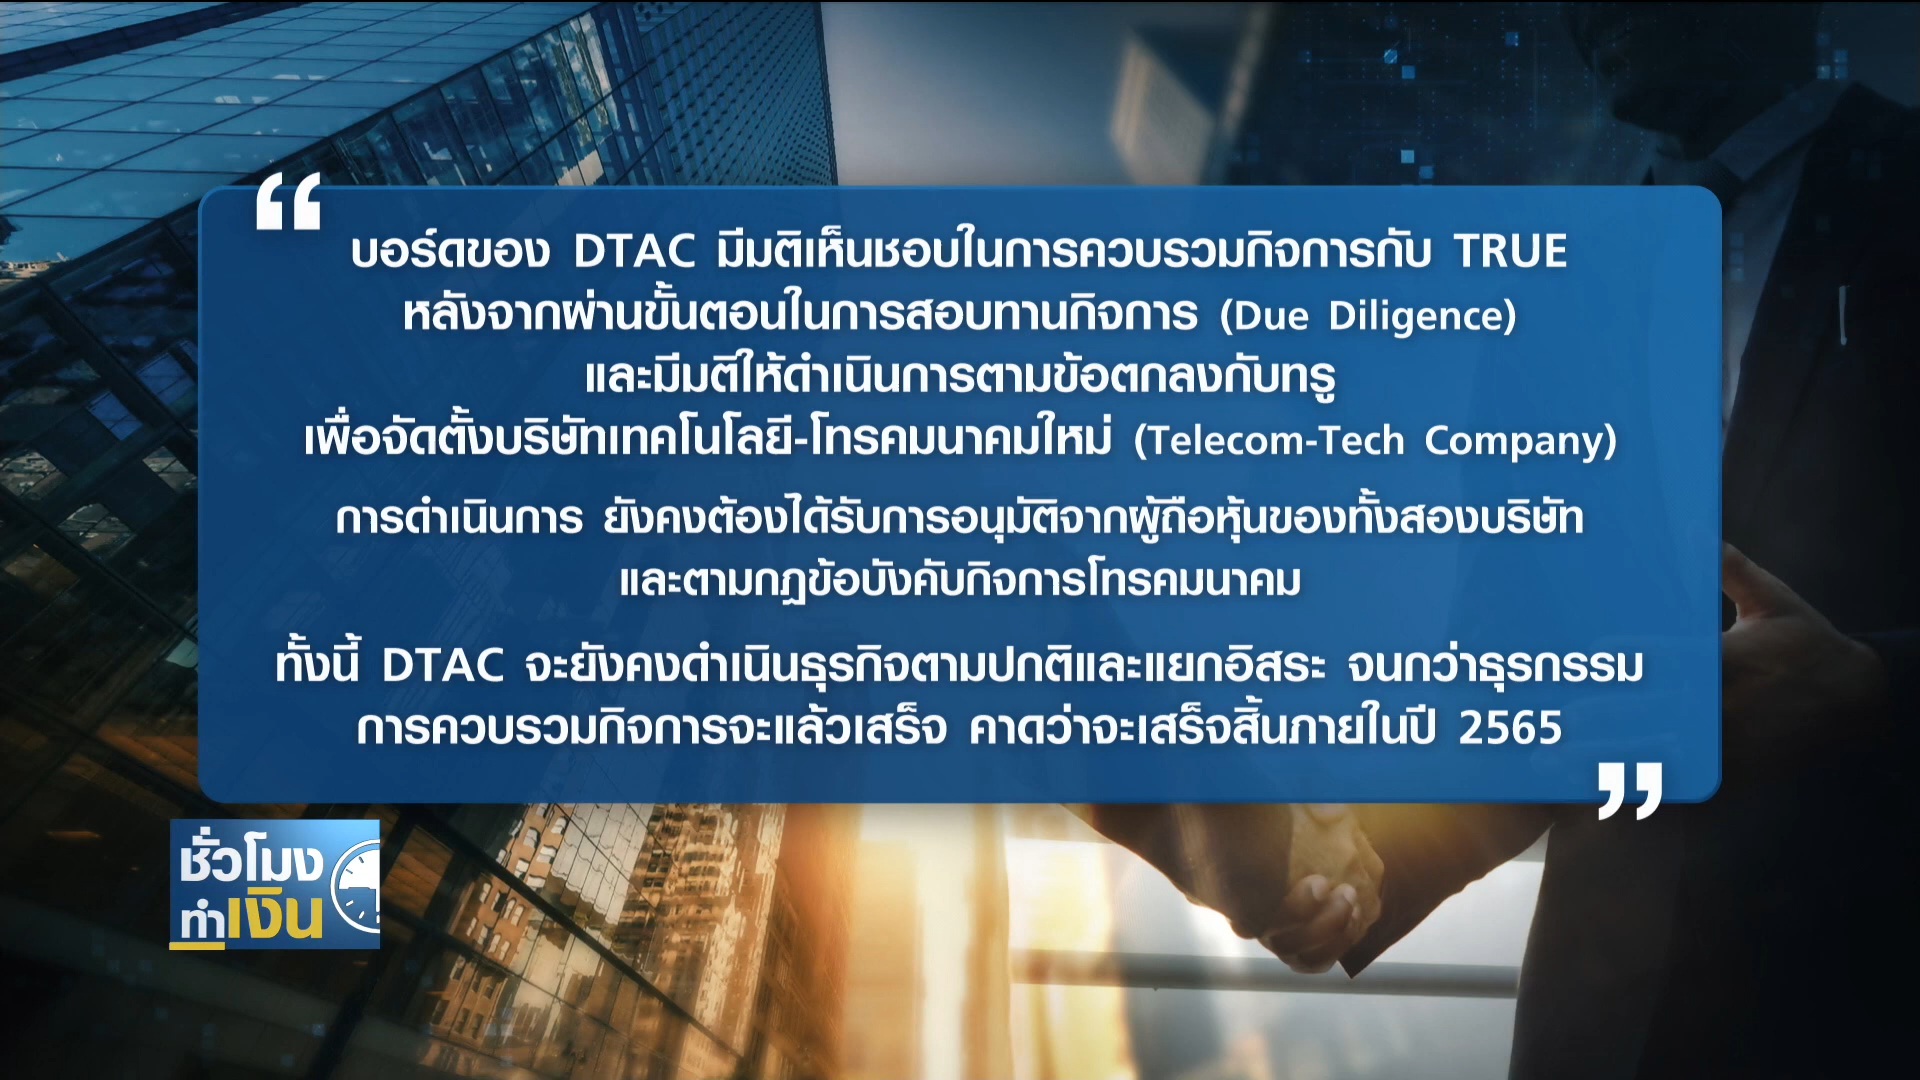 “
บอร์ดของ DTAC มีมติเห็นชอบในการควบรวมกิจการกับ TRUE
หลังจากผ่านขั้นตอนในการสอบทานกิจการ (Due Diligence)
และมีมติให้ดำเนินการตามข้อตกลงกับทรู
เพื่อจัดตั้งบริษัทเทคโนโลยี-โทรคมนาคมใหม่ (Telecom-Tech Company)
การดำเนินการ ยังคงต้องได้รับการอนุมัติจากผู้ถือหุ้นของทั้งสองบริษัท
และตามกฎข้อบังคับกิจการโทรคมนาคม
ทั้งนี้ DTAC จะยังคงดำเนินธุรกิจตามปกติและแยกอิสระ จนกว่าธุรกรรม
การควบรวมกิจการจะแล้วเสร็จ คาดว่าจะเสร็จสิ้นภายในปี 2565
”
ชั่วโมง
ทำเงิน